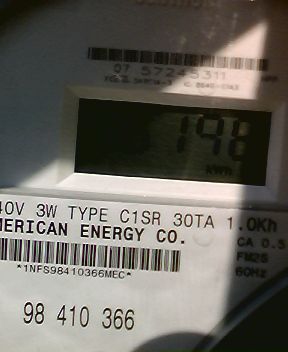 07 57245311
198
kWh
40V 3W TYPE C1SR 30TA 1.0Kh
MERICAN ENERGY CO.
CA 0.5
FM2S
60Hz
*1NFS98410366MEC*
98 410 366